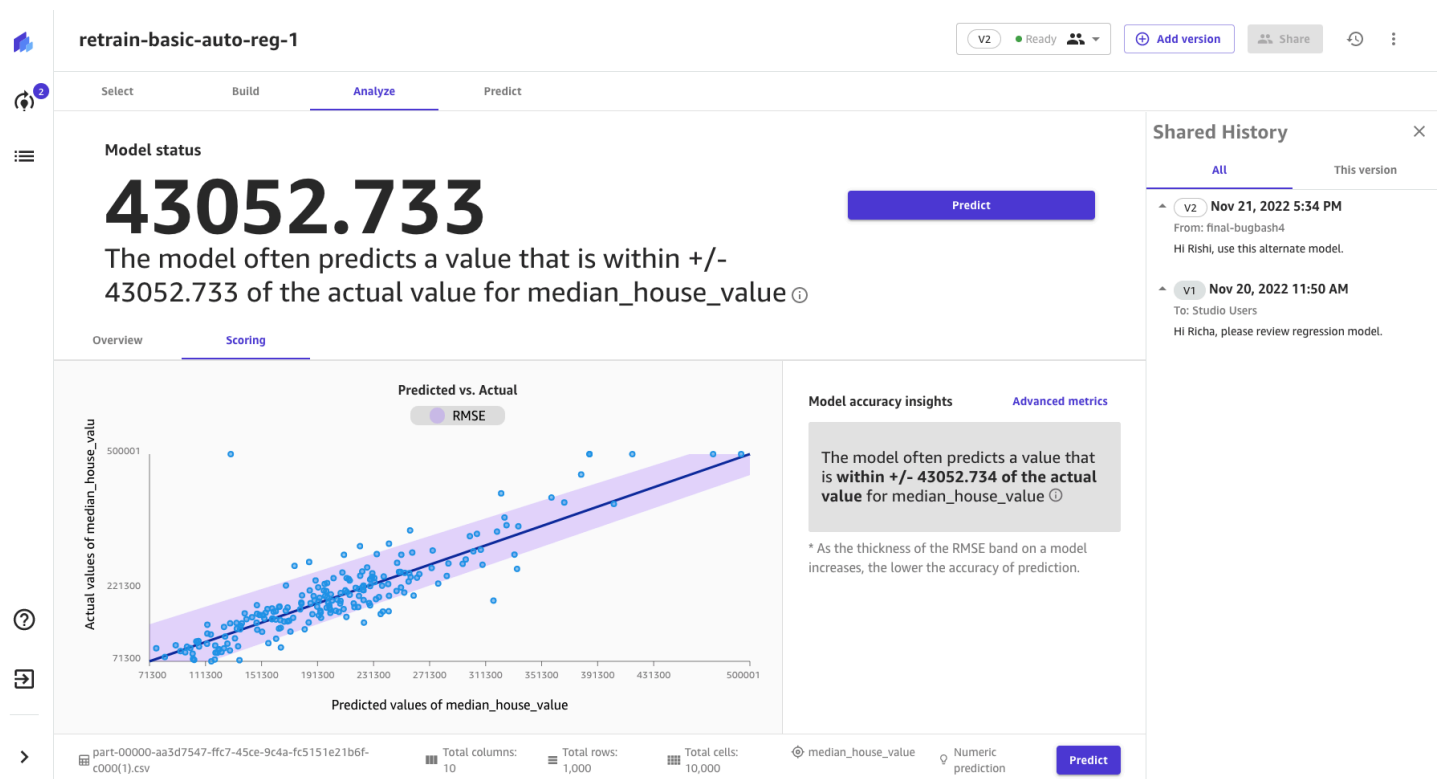 retrain-basic-auto-reg-1
V2
Ready
Add version
Share
2
Select
Build
Analyze
Predict
Model status
43052.733
The model often predicts a value that is within +/-
43052.733 of the actual value for median_house_value
Predict
Overview
Scoring
Predicted vs. Actual
RMSE
Actual values of median_house_valu
500001
221300
71300
71300
111300
151300
191300
231300
271300
311300
351300
391300
431300
500001
Predicted values of median_house_value
Model accuracy insights
Advanced metrics
The model often predicts a value that
is within +/- 43052.734 of the actual
value for median_house_value
* As the thickness of the RMSE band on a model
increases, the lower the accuracy of prediction.
Shared History
All
This version
V2 Nov 21, 2022 5:34 PM
From: final-bugbash4
Hi Rishi, use this alternate model.
V1 Nov 20, 2022 11:50 AM
To: Studio Users
Hi Richa, please review regression model.
part-00000-aa3d7547-ffc7-45ce-9c4a-fc5151e21b6f-
c000(1).csv
Total columns:
10
Total rows:
1,000
Total cells:
10,000
median_house_value
Numeric
prediction
Predict